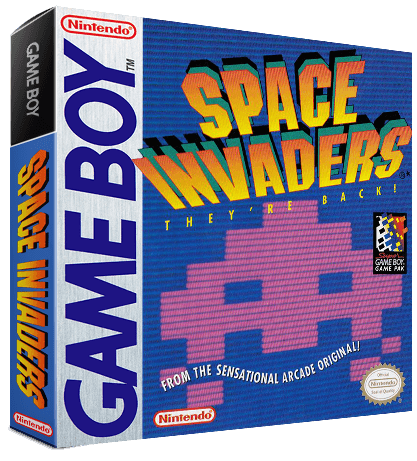 GAME BOY
SPACE INVADERS
Nintendo
GAME BOY
TM
SPACE
INVADERS
THEY'RE BACK!
Super
GAME BOY
GAME PAK
FROM THE SENSATIONAL ARCADE ORIGINAL!
Nintendo
Official
Nintendo
Seal of Quality